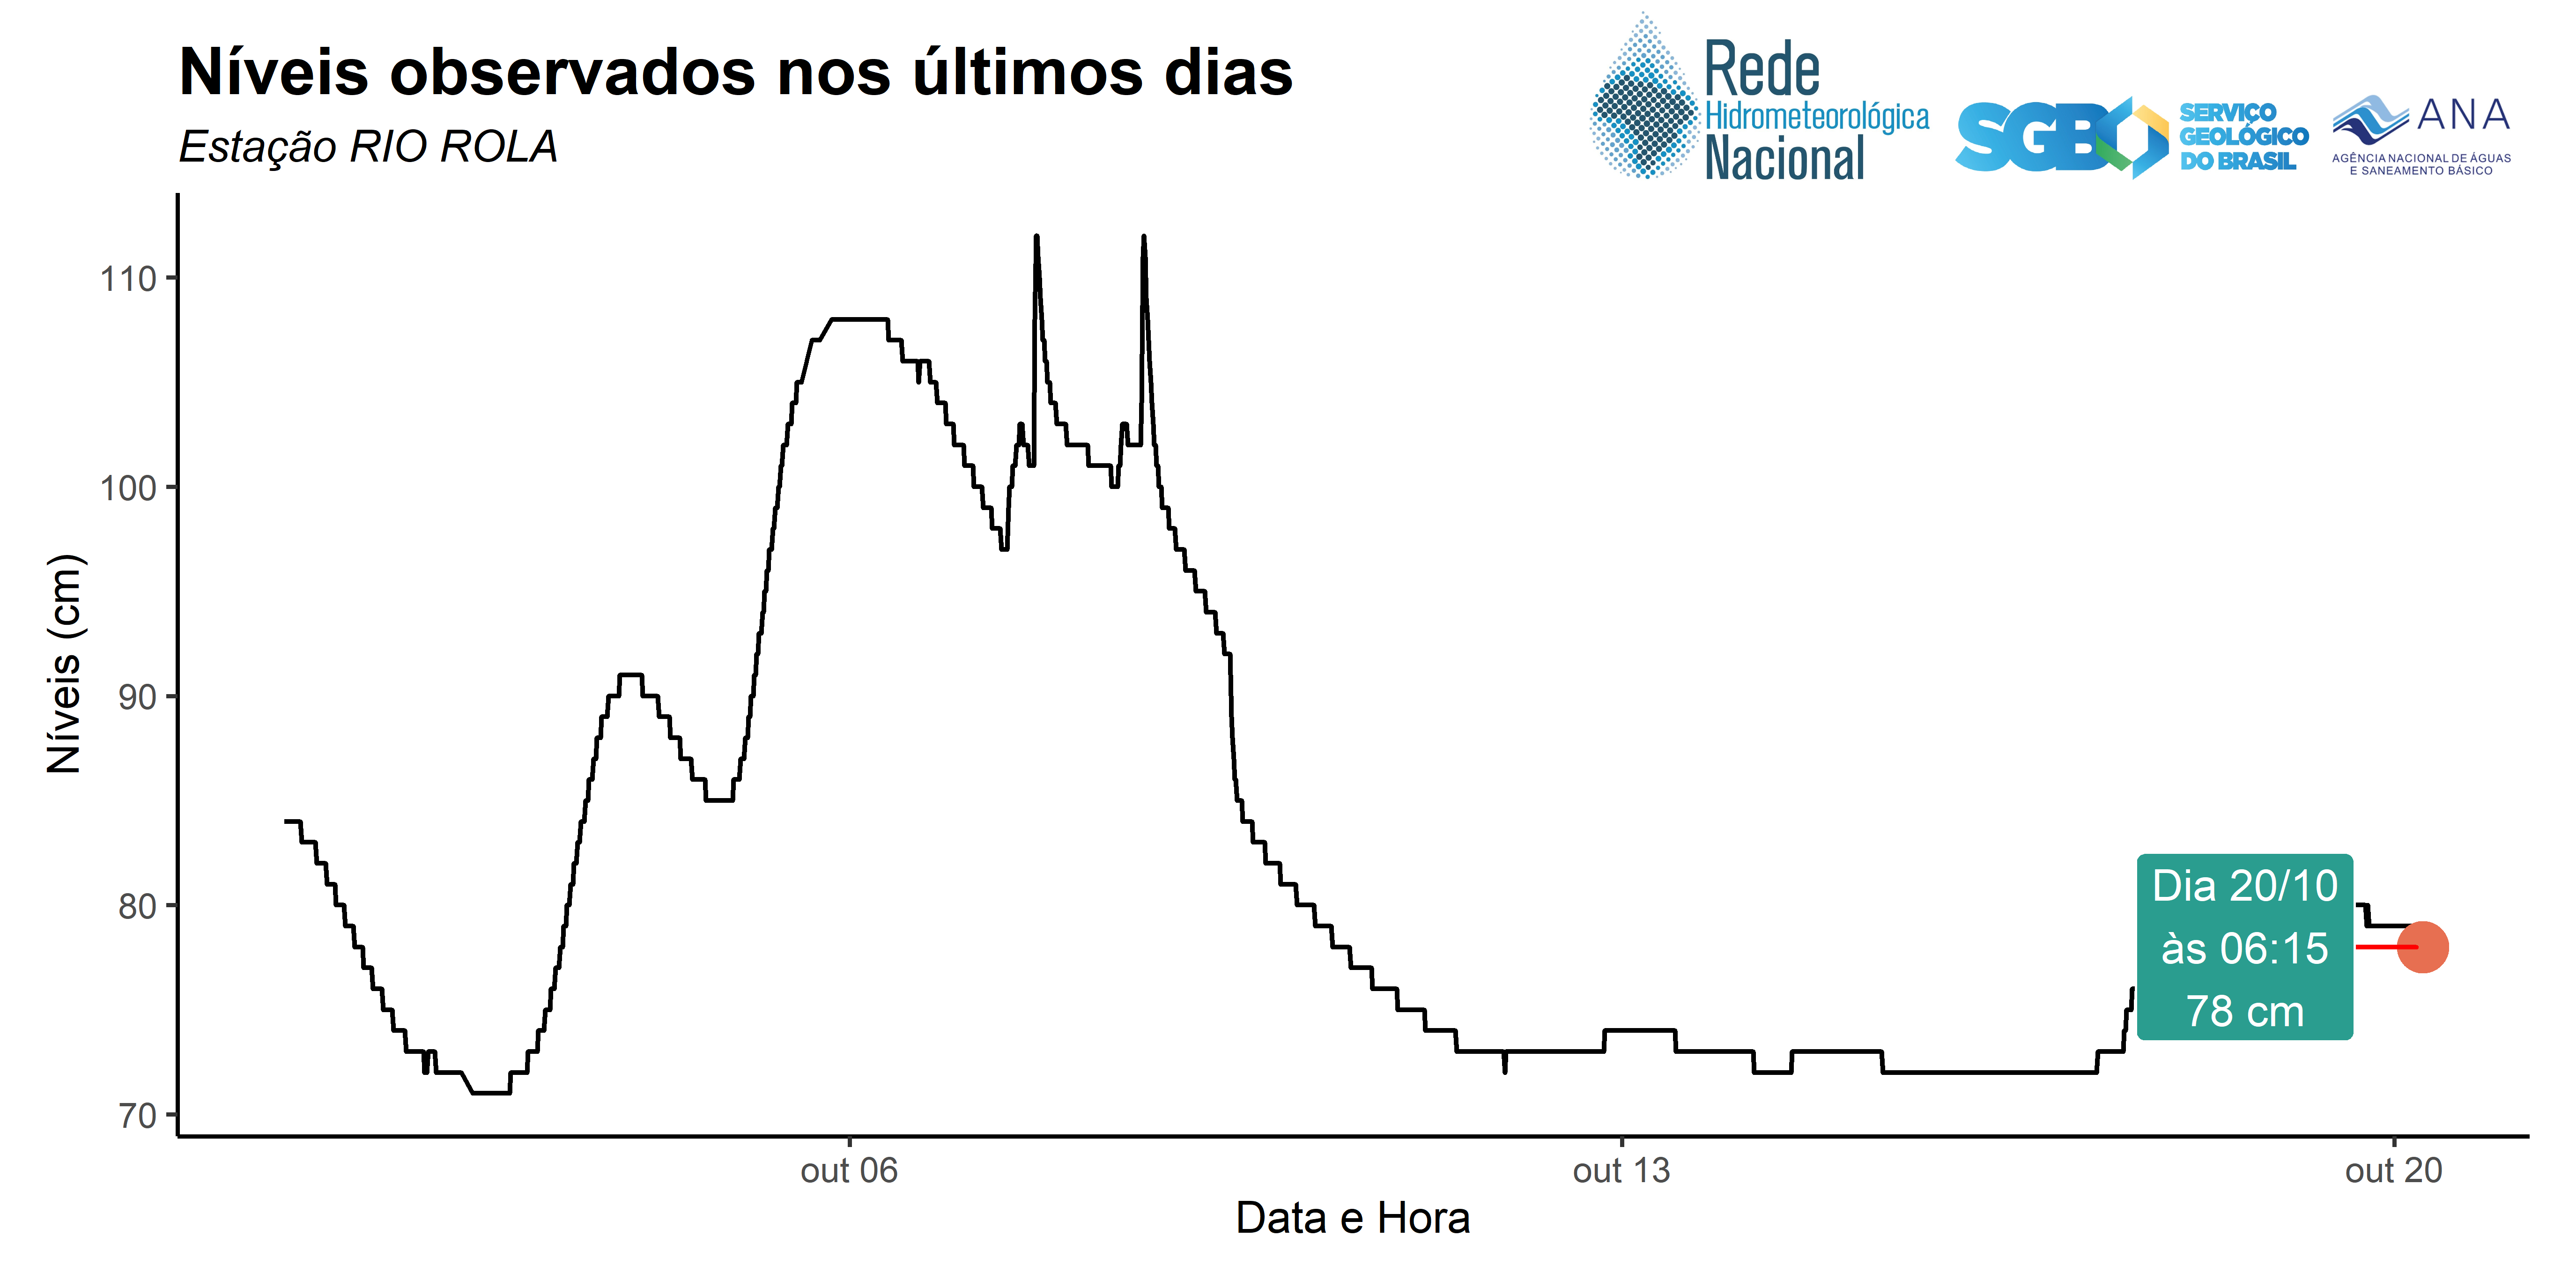 Níveis observados nos últimos dias
Estação RIO ROLA
Rede
Hidrometeorológica
Nacional
SGB
SERVIÇO
GEOLÓGICO
DO BRASIL
ANA
AGÊNCIA NACIONAL DE ÁGUAS
E SANEAMENTO BÁSICO
Níveis (cm)
110
100
90
80
70
Dia 20/10
às 06:15
78 cm
out 06
out 13
out 20
Data e Hora